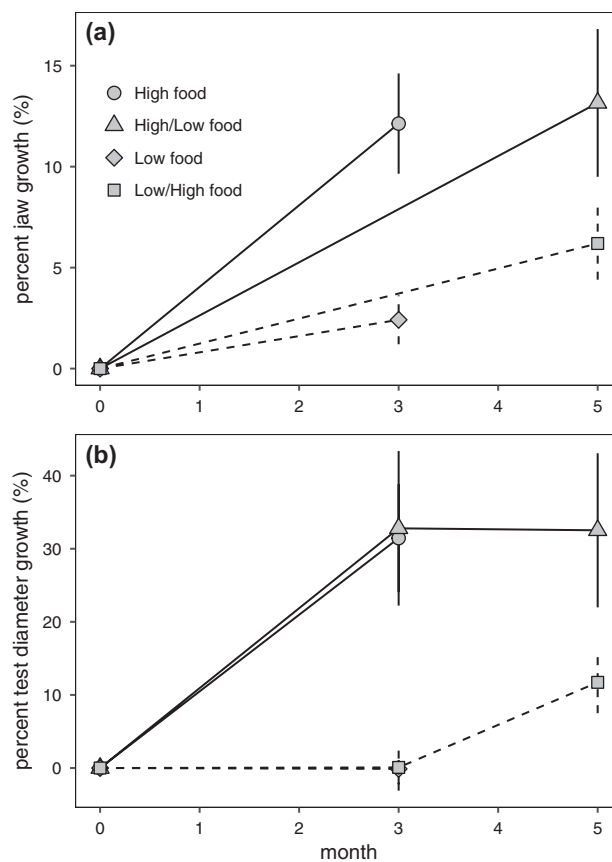 (a)
percent jaw growth (%)
15
10
5
0
High food
High/Low food
Low food
Low/High food
0 1 2 3 4 5
(b)
percent test diameter growth (%)
40
30
20
10
0
0 1 2 3 4 5
month